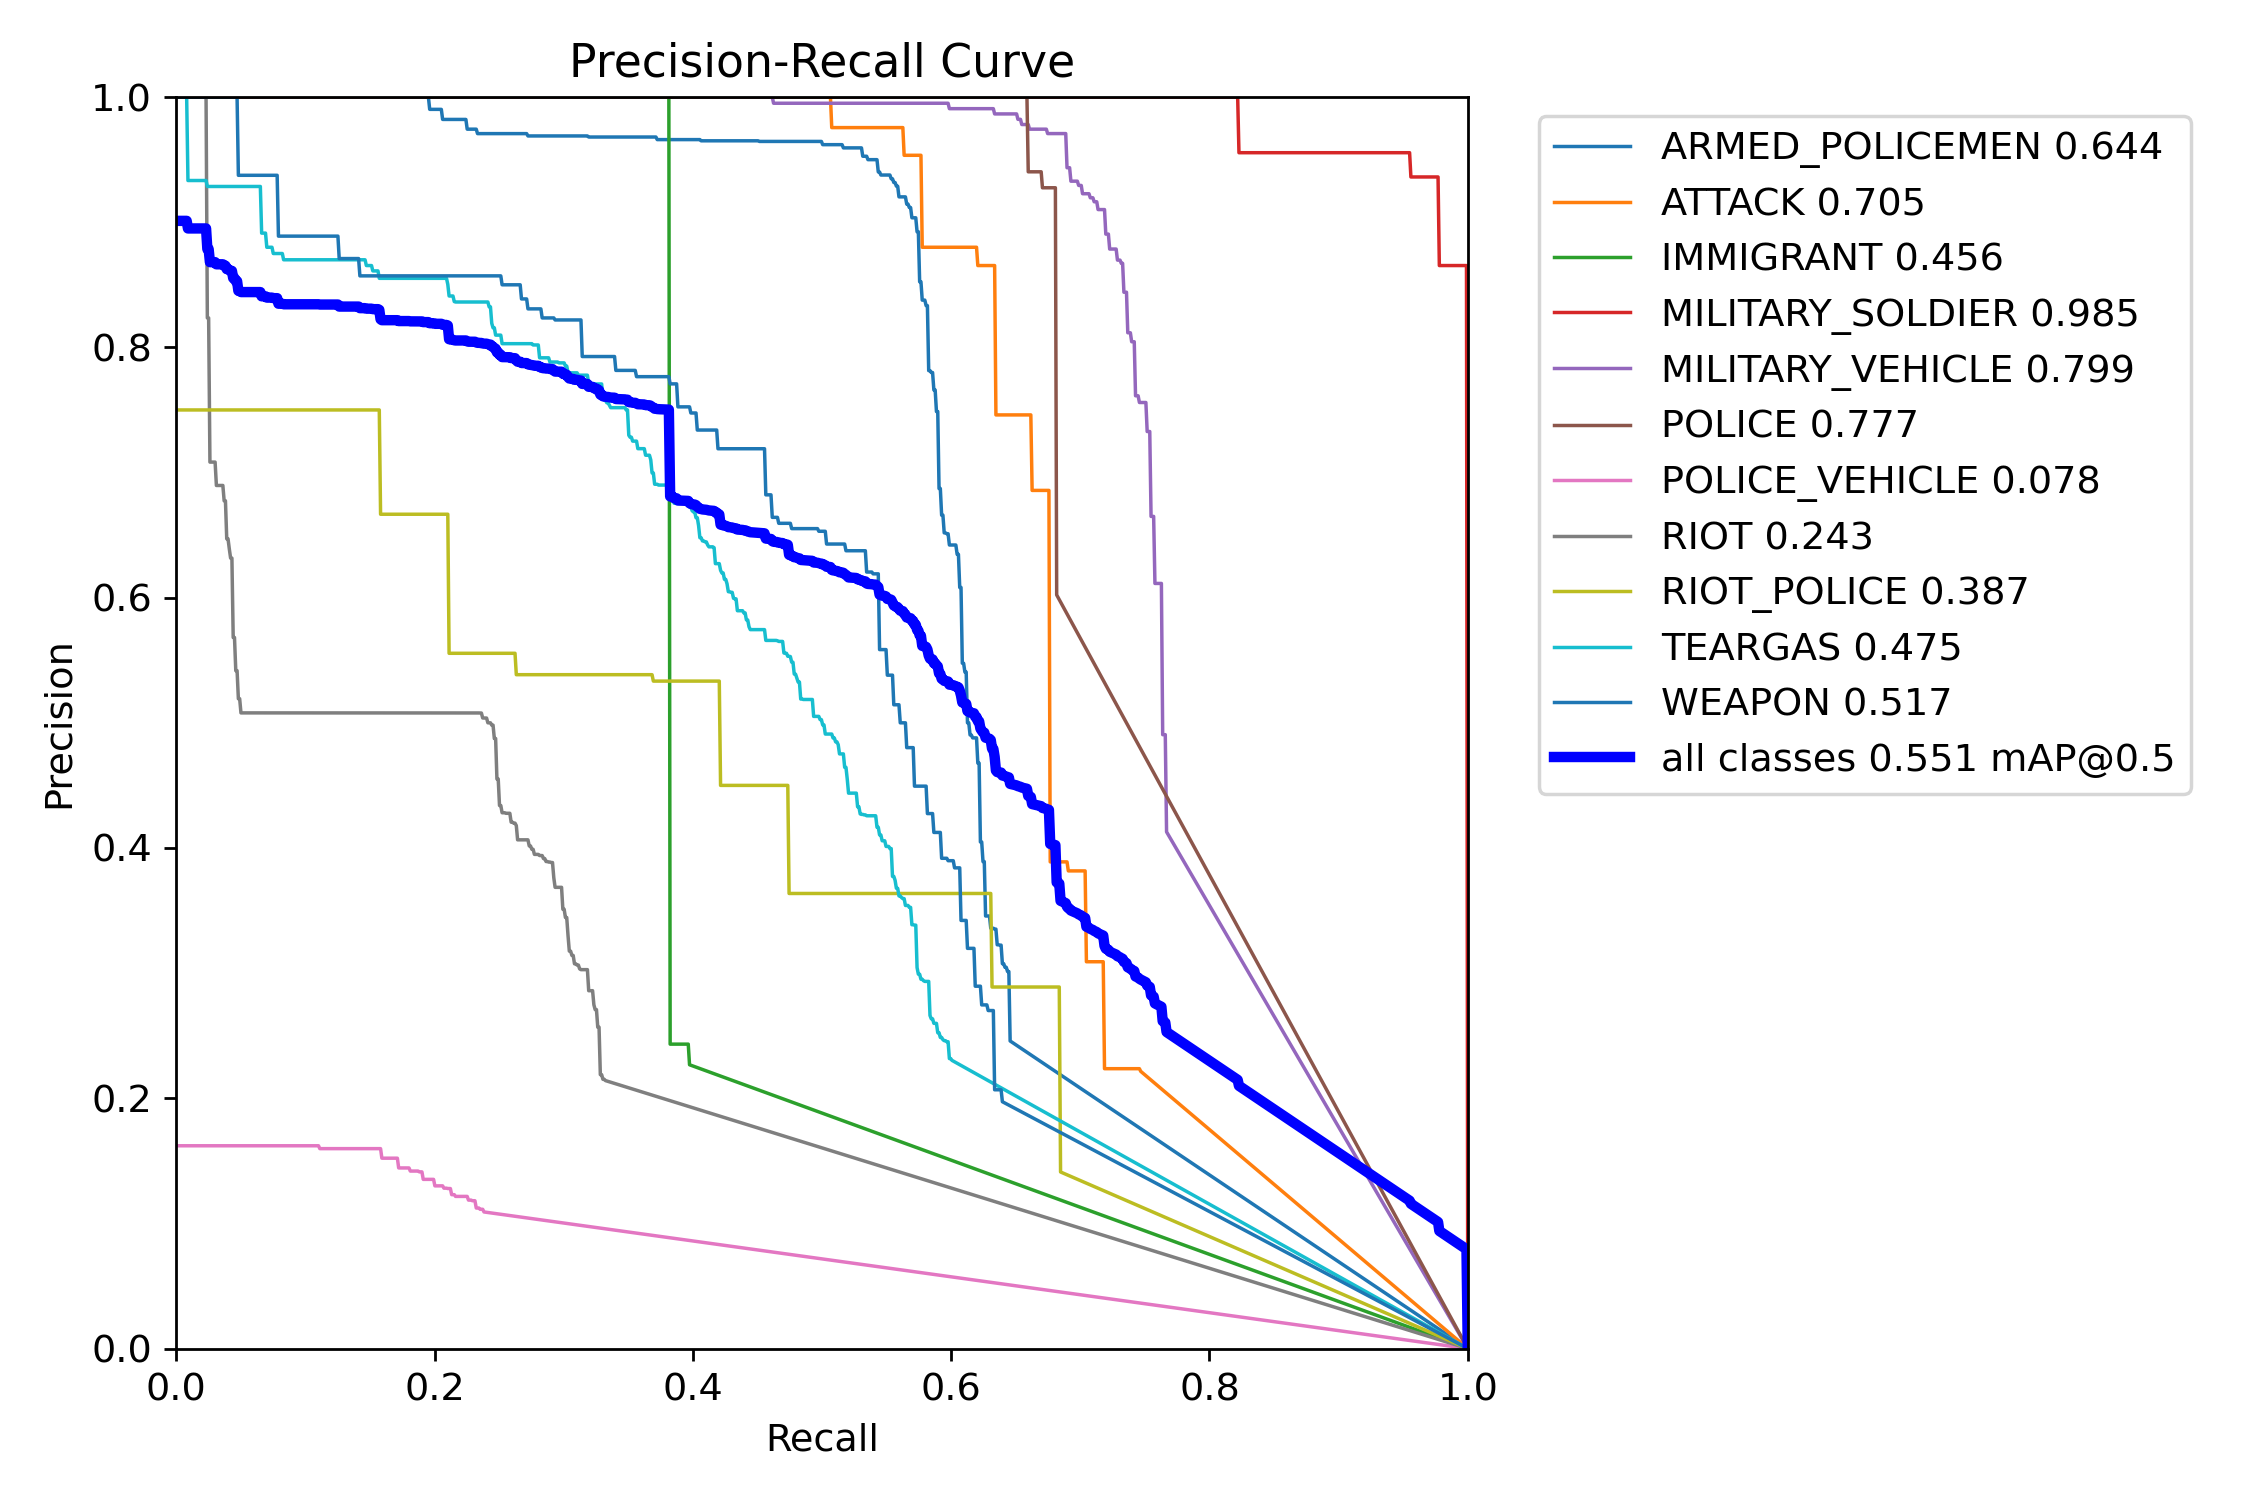 Precision-Recall Curve
1.0
0.8
0.6
0.4
0.2
0.0
Precision
0.0 0.2 0.4 0.6 0.8 1.0
Recall
ARMED_POLICEMEN 0.644
ATTACK 0.705
IMMIGRANT 0.456
MILITARY_SOLDIER 0.985
MILITARY_VEHICLE 0.799
POLICE 0.777
POLICE_VEHICLE 0.078
RIOT 0.243
RIOT_POLICE 0.387
TEARGAS 0.475
WEAPON 0.517
all classes 0.551 mAP@0.5